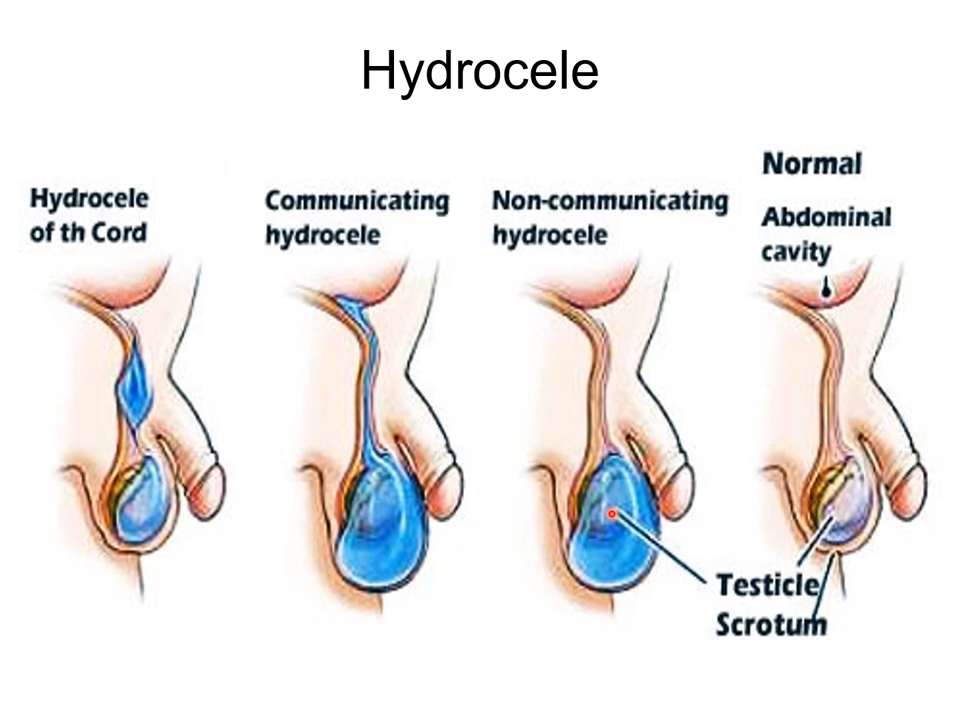 Hydrocele
Hydrocele
of th Cord
Communicating
hydrocele
Non-communicating
hydrocele
Normal
Abdominal
cavity
Testicle
Scrotum